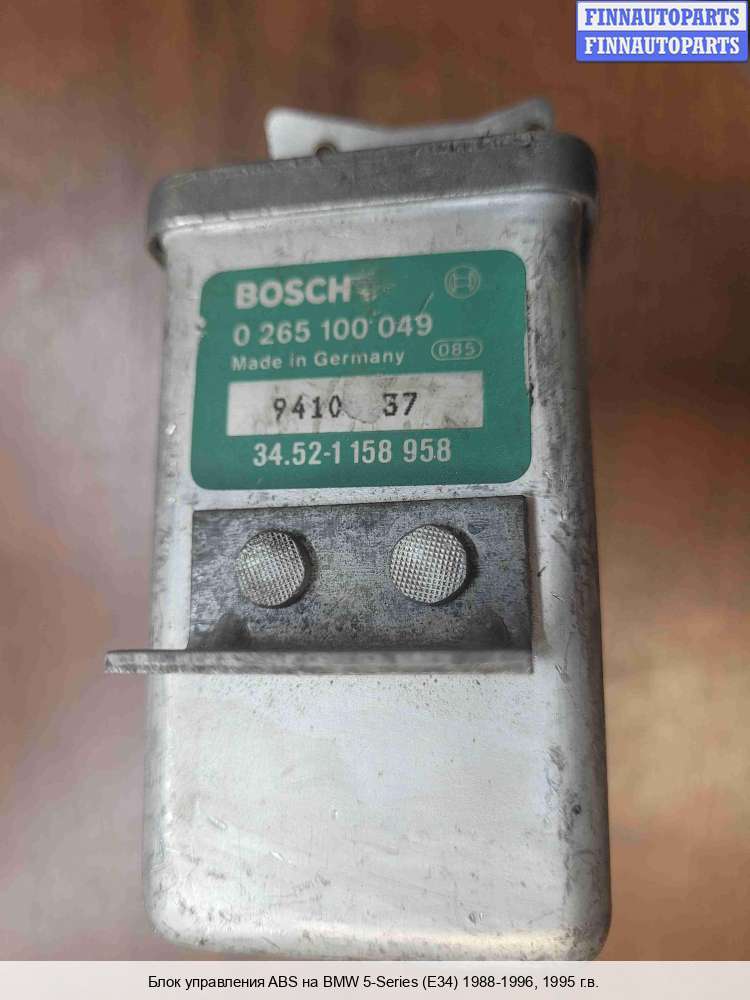 FINNAUTOPARTS
FINNAUTOPARTS
BOSCH
0 265 100 049
Made in Germany 085
9410 37
34.52-1 158 958
Блок управления ABS на BMW 5-Series (E34) 1988-1996, 1995 г.в.